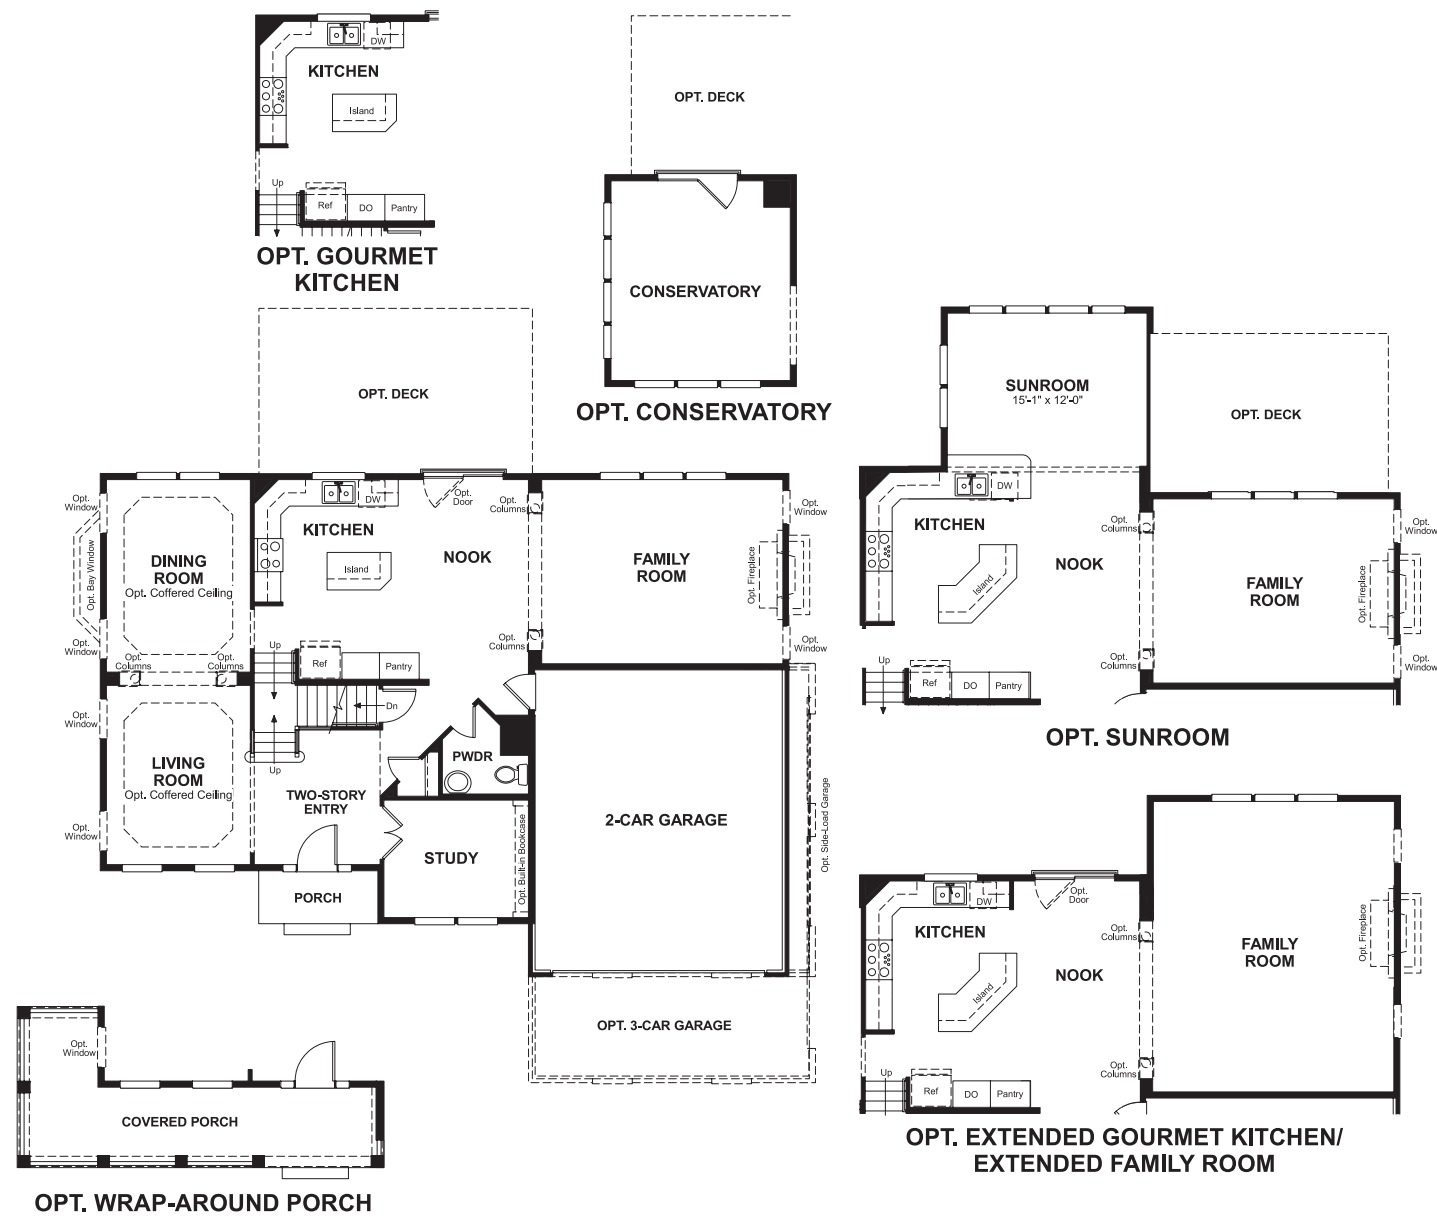 DW
KITCHEN
Island
Up
Ref
DO
Pantry
OPT. GOURMET
KITCHEN
OPT. DECK
CONSERVATORY
OPT. CONSERVATORY
OPT. DECK
Opt.
Window
Opt. Bay Window
DINING
ROOM
Opt. Coffered Ceiling
Opt.
Window
Opt.
Columns
Opt.
Columns
DW
KITCHEN
Island
Opt.
Door
NOOK
Opt.
Columns
Opt.
Columns
FAMILY
ROOM
Opt. Fireplace
Opt.
Window
Opt.
Window
Up
Ref
Pantry
Dn
Up
Opt.
Window
LIVING
ROOM
Opt. Coffered Ceiling
Opt.
Window
TWO-STORY
ENTRY
PWDR
STUDY
Opt. Built-in Bookcase
PORCH
2-CAR GARAGE
Opt. Side-Load Garage
OPT. 3-CAR GARAGE
SUNROOM
15'-1" x 12'-0"
OPT. DECK
DW
KITCHEN
Island
NOOK
Opt.
Columns
Opt.
Columns
FAMILY
ROOM
Opt. Fireplace
Opt.
Window
Opt.
Window
Up
Ref
DO
Pantry
OPT. SUNROOM
DW
Opt.
Door
KITCHEN
Island
NOOK
Opt.
Columns
Opt.
Columns
FAMILY
ROOM
Opt. Fireplace
Up
Ref
DO
Pantry
OPT. EXTENDED GOURMET KITCHEN/
EXTENDED FAMILY ROOM
Opt.
Window
COVERED PORCH
OPT. WRAP-AROUND PORCH